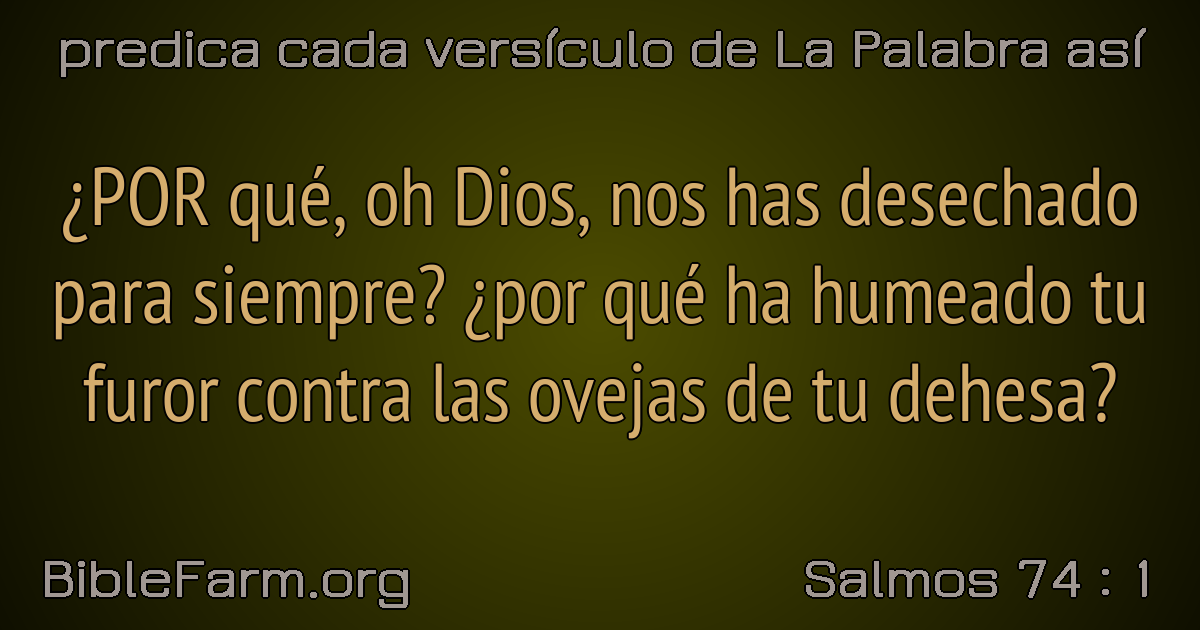 predica cada versículo de La Palabra así
¿POR qué, oh Dios, nos has desechado
para siempre? ¿por qué ha humeado tu
furor contra las ovejas de tu dehesa?
BibleFarm.org
Salmos 74 : 1